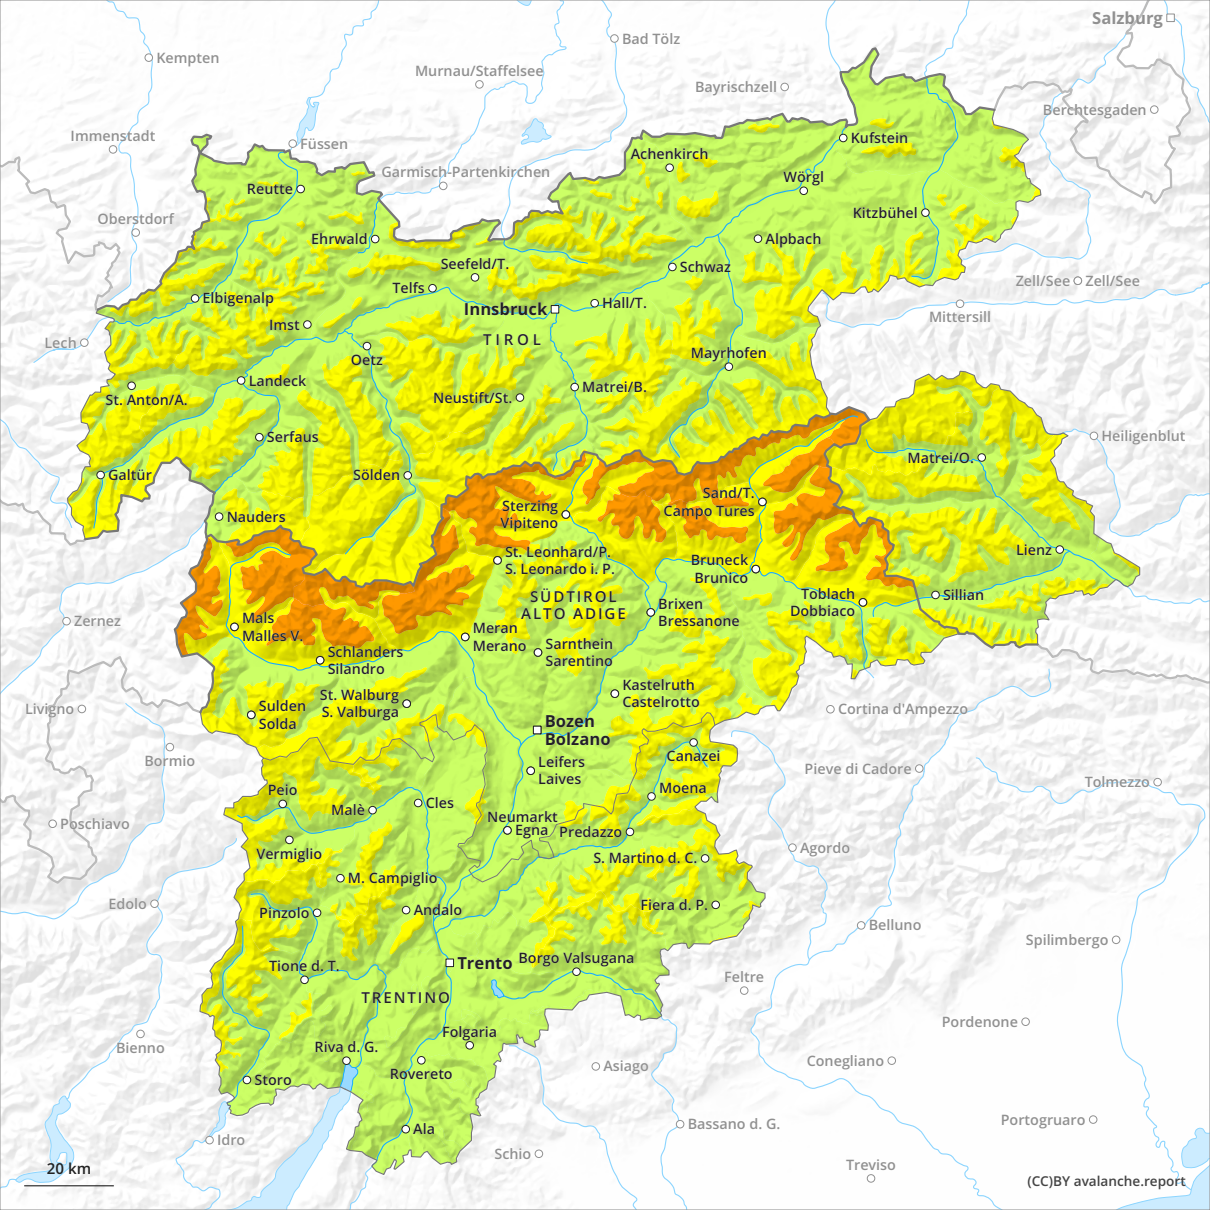 Salzburg
Bad Tölz
Kempten
Murnau/Staffelsee
Bayrischzell
Berchtesgaden
Immenstadt
Füssen
Kufstein
Achenkirch
Garmisch-Partenkirchen
Wörgl
Reutte
Oberstdorf
Kitzbühel
Ehrwald
Alpbach
Seefeld/T.
Schwaz
Telfs
Zell/See
Zell/See
Elbigenalp
Innsbruck
Hall/T.
Mittersill
Imst
TIROL
Lech
Oetz
Mayrhofen
Landeck
Matrei/B.
St. Anton/A.
Neustift/St.
Serfaus
Heiligenblut
Matrei/O.
Galtür
Sölden
Sand/T.
Campo Tures
Sterzing
Vipiteno
Nauders
St. Leonhard/P.
S. Leonardo i. P.
Lienz
Bruneck
Brunico
SÜDTIROL
ALTO ADIGE
Toblach
Dobbiaco
Sillian
Brixen
Bressanone
Zernez
Mals
Malles V.
Meran
Merano
Sarnthein
Sarentino
Schlanders
Silandro
Kastelruth
Castelrotto
St. Walburg
S. Valburga
Livigno
Sulden
Solda
Cortina d'Ampezzo
Bozen
Bolzano
Bormio
Canazei
Leifers
Laives
Pieve di Cadore
Tolmezzo
Peio
Moena
Malè
Cles
Poschiavo
Neumarkt
Egna
Predazzo
Vermiglio
Agordo
S. Martino d. C.
M. Campiglio
Edolo
Pinzolo
Andalo
Fiera d. P.
Belluno
Spilimbergo
Borgo Valsugana
Trento
Tione d. T.
Feltre
TRENTINO
Pordenone
Folgaria
Bienno
Riva d. G.
Conegliano
Asiago
Rovereto
Storo
Portogruaro
Bassano d. G.
Ala
Idro
Schio
Treviso
20 km
(CC)BY avalanche.report